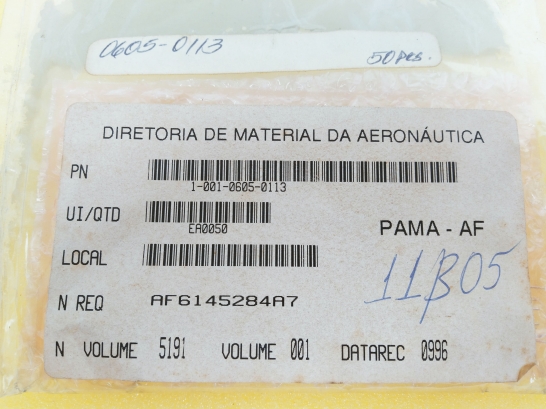 0605-0113 50 pcs.
DIRETORIA DE MATERIAL DA AERONÁUTICA
PN
1-001-0605-0113
UI/QTD
EA0050
PAMA - AF
LOCAL
11B05
N REQ AF6145284A7
N VOLUME 5191 VOLUME 001 DATAREC 0996